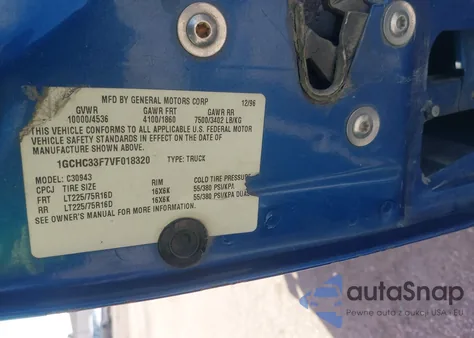 MFD BY GENERAL MOTORS CORP 12/96
GVWR GAWR FRT GAWR RR
10000/4536 4100/1860 7500/3402 LB/KG
THIS VEHICLE CONFORMS TO ALL APPLICABLE U.S. FEDERAL MOTOR
VEHICLE SAFETY STANDARDS IN EFFECT ON THE DATE OF
MANUFACTURE SHOWN ABOVE.
1GCHC33F7VF018320 TYPE: TRUCK
MODEL: C30943
CPCJ TIRE SIZE RIM COLD TIRE PRESSURE
FRT LT225/75R16D 16X6K 55/380 PSI/KPA
RR LT225/75R16D 16X6K 55/380 PSI/KPA DUAL
SEE OWNER'S MANUAL FOR MORE INFORMATION.
autoSnap
Pewne auta z aukcji USA i EU